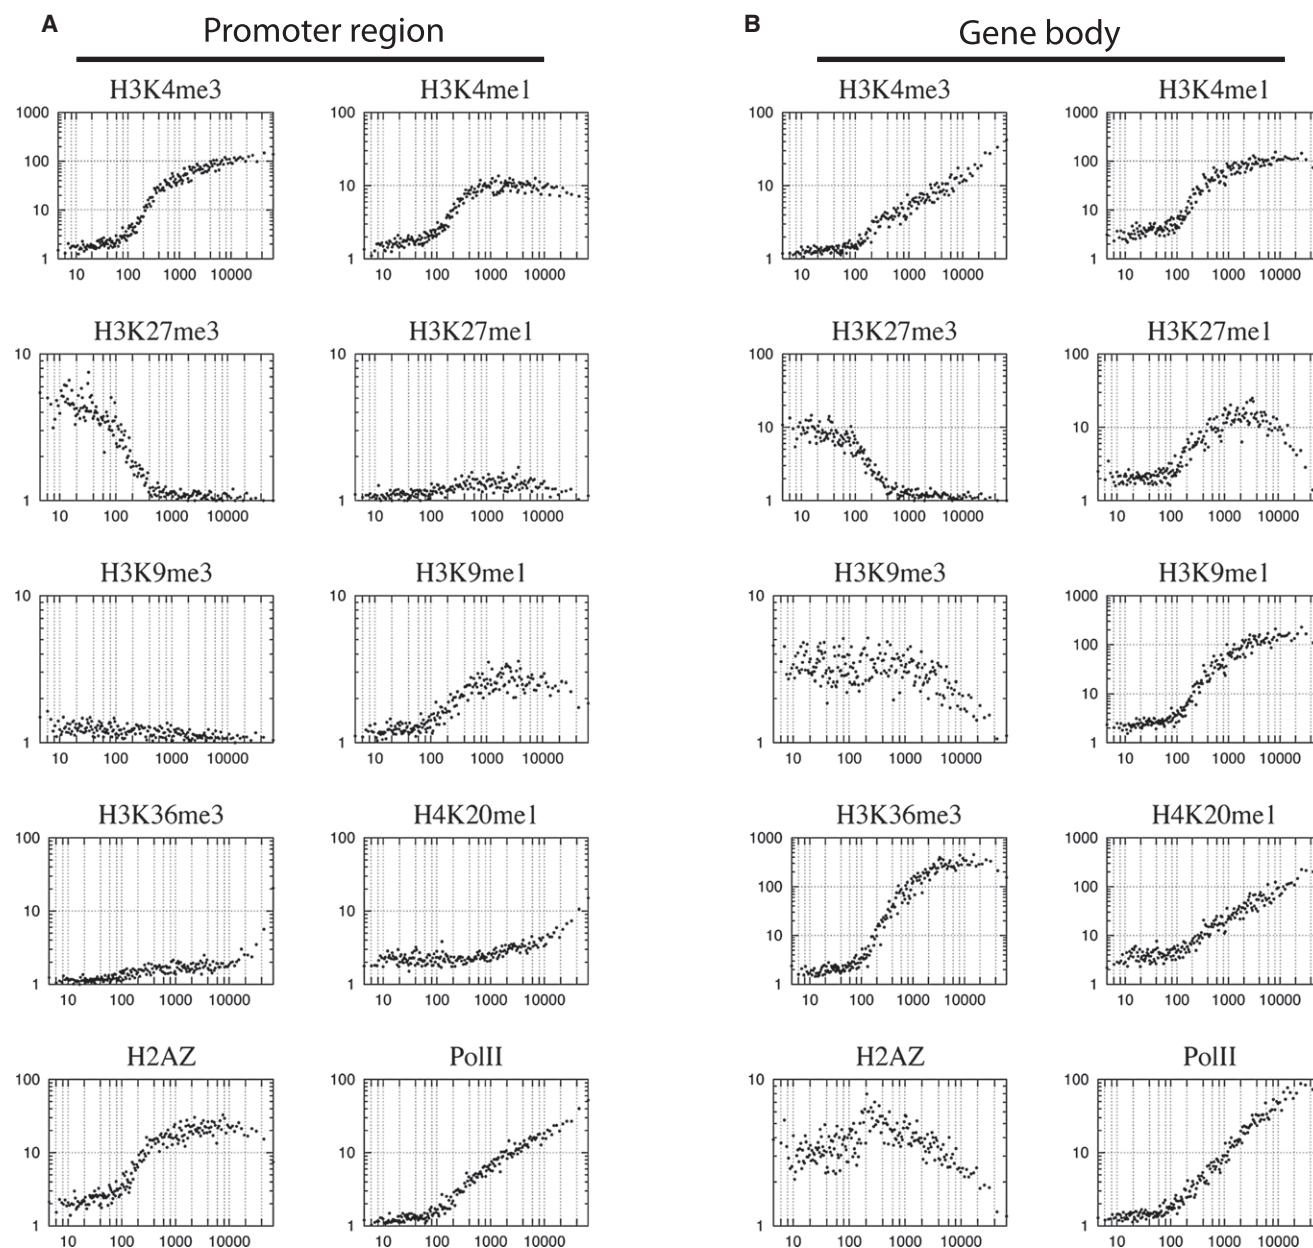 A Promoter region B Gene body
H3K4me3 H3K4me1 H3K4me3 H3K4me1
1000 100 100 1000
100 10 10 100
10 10
1 1 1 1
10 100 1000 10000 10 100 1000 10000 10 100 1000 10000 10 100 1000 10000
H3K27me3 H3K27me1 H3K27me3 H3K27me1
10 10 100 100
10 10
1 1 1 1
10 100 1000 10000 10 100 1000 10000 10 100 1000 10000 10 100 1000 10000
H3K9me3 H3K9me1 H3K9me3 H3K9me1
10 10 10 1000
100
10
1 1 1 1
10 100 1000 10000 10 100 1000 10000 10 100 1000 10000 10 100 1000 10000
H3K36me3 H4K20me1 H3K36me3 H4K20me1
100 100 1000 1000
10 10 100 100
10 10
1 1 1 1
10 100 1000 10000 10 100 1000 10000 10 100 1000 10000 10 100 1000 10000
H2AZ PolII H2AZ PolII
100 100 10 100
10 10 10
1 1 1 1
10 100 1000 10000 10 100 1000 10000 10 100 1000 10000 10 100 1000 10000